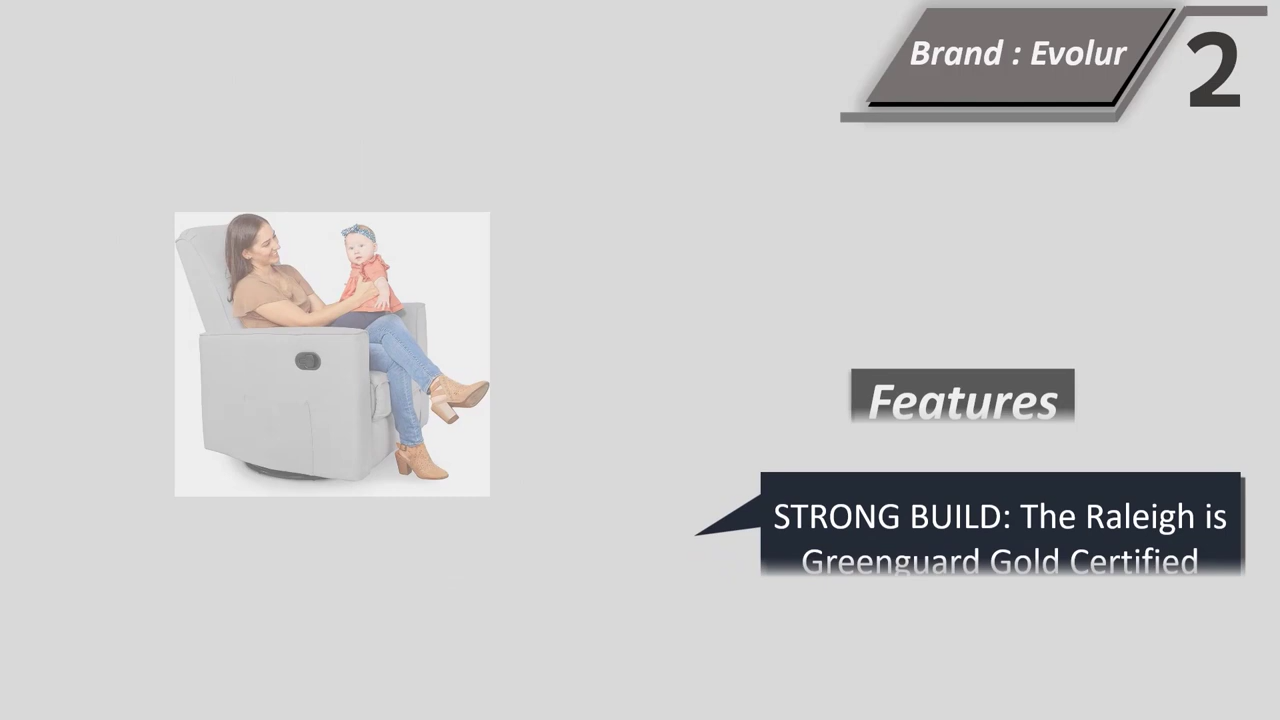 Brand : Evolur
2
Features
STRONG BUILD: The Raleigh is
Greenguard Gold Certified